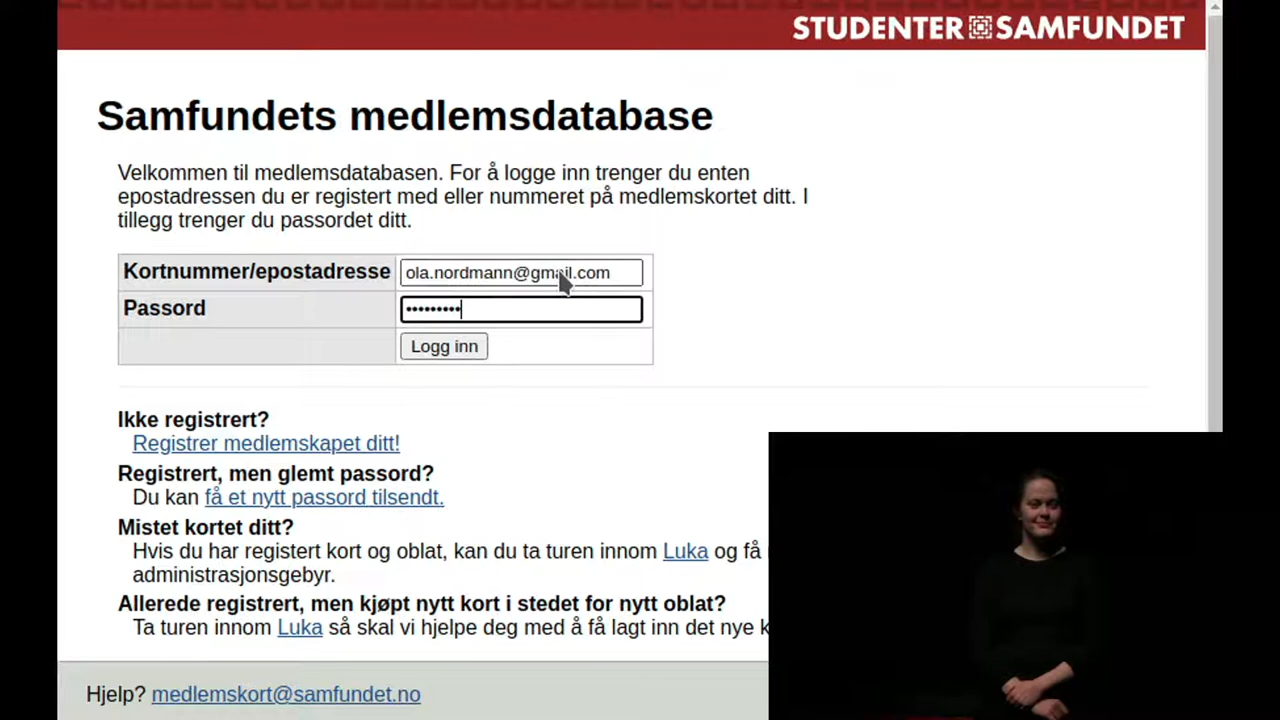 STUDENTER SAMFUNDET
Samfundets medlemsdatabase
Velkommen til medlemsdatabasen. For å logge inn trenger du enten
epostadressen du er registert med eller nummeret på medlemskortet ditt. I
tillegg trenger du passordet ditt.
Kortnummer/epostadresse ola.nordmann@gmail.com
Passord •••••••••
Logg inn
Ikke registrert?
Registrer medlemskapet ditt!
Registrert, men glemt passord?
Du kan få et nytt passord tilsendt.
Mistet kortet ditt?
Hvis du har registert kort og oblat, kan du ta turen innom Luka og få
administrasjonsgebyr.
Allerede registrert, men kjøpt nytt kort i stedet for nytt oblat?
Ta turen innom Luka så skal vi hjelpe deg med å få lagt inn det nye k
Hjelp? medlemskort@samfundet.no